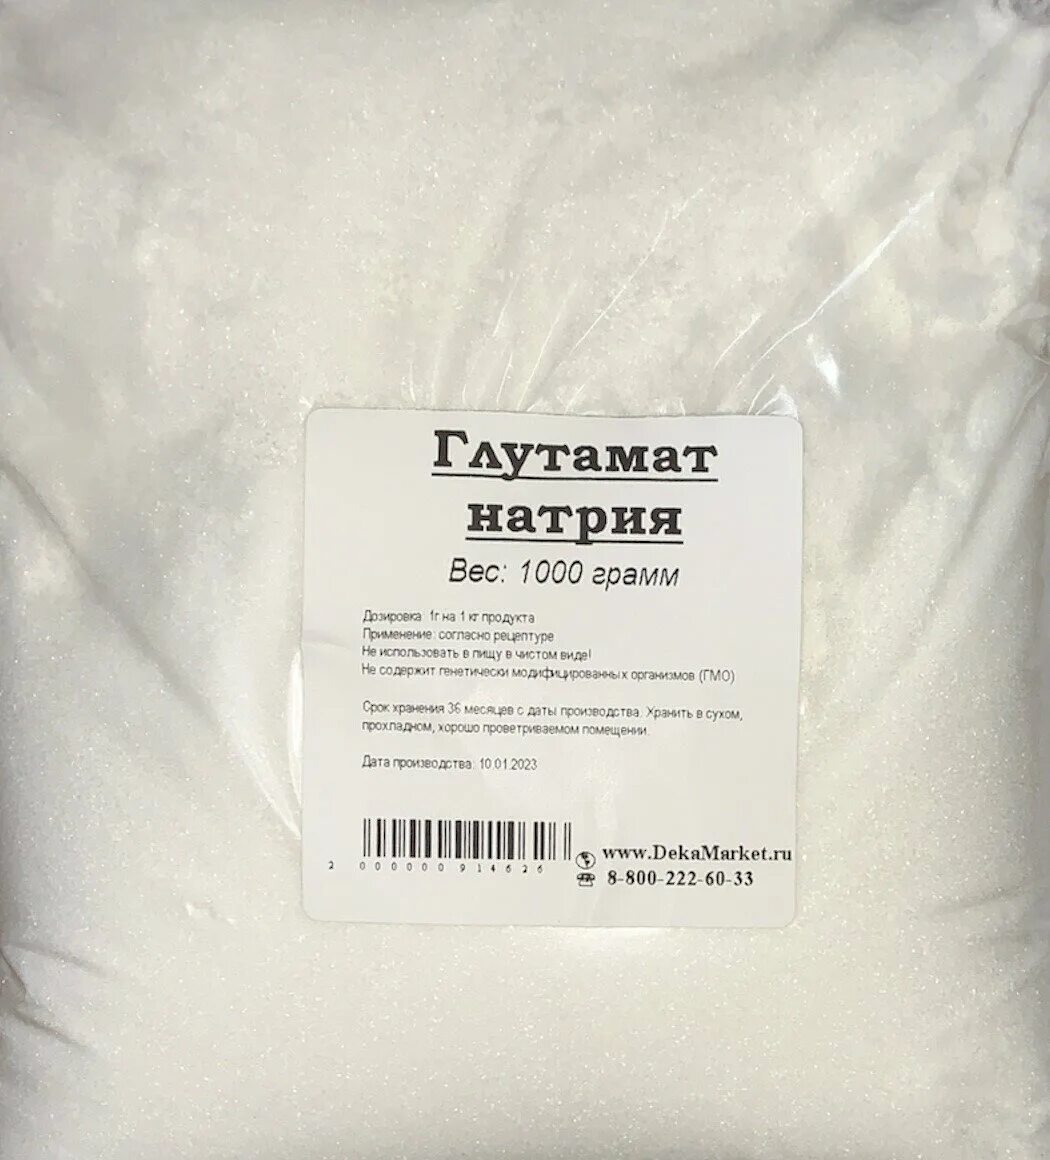 Глутамат
натрия
Вес: 1000 грамм
Дозировка 1г на 1 кг продукта
Применение: согласно рецептуре
Не использовать в пищу в чистом виде!
Не содержит генетически модифицированных организмов (ГМО)
Срок хранения 36 месяцев с даты производства. Хранить в сухом,
прохладном, хорошо проветриваемом помещении.
Дата производства: 10.01.2023
2 000000 914626
www.DekaMarket.ru
8-800-222-60-33